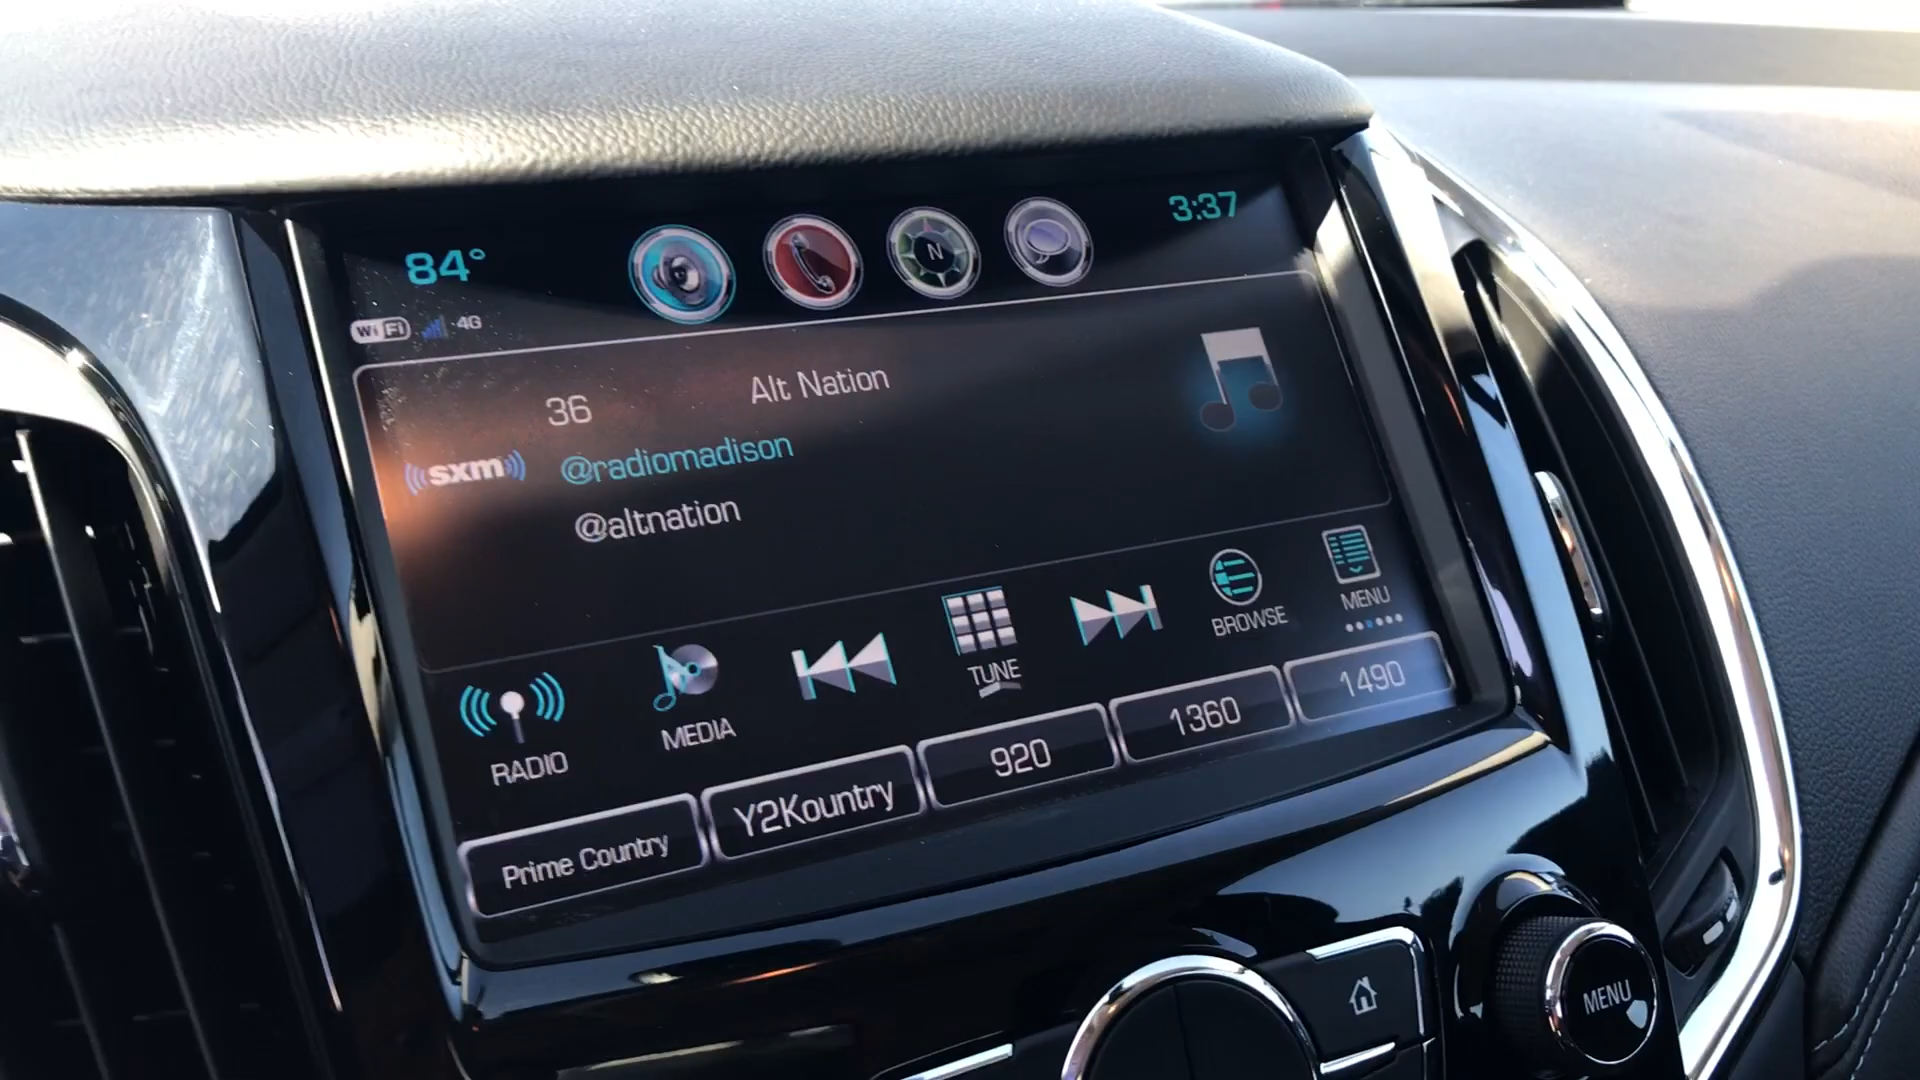 84°
N
3:37
WiFi 4G
36
Alt Nation
sxm
@radiomadison
@altnation
RADIO
MEDIA
TUNE
BROWSE
MENU
Prime Country
Y2Kountry
920
1360
1490
MENU